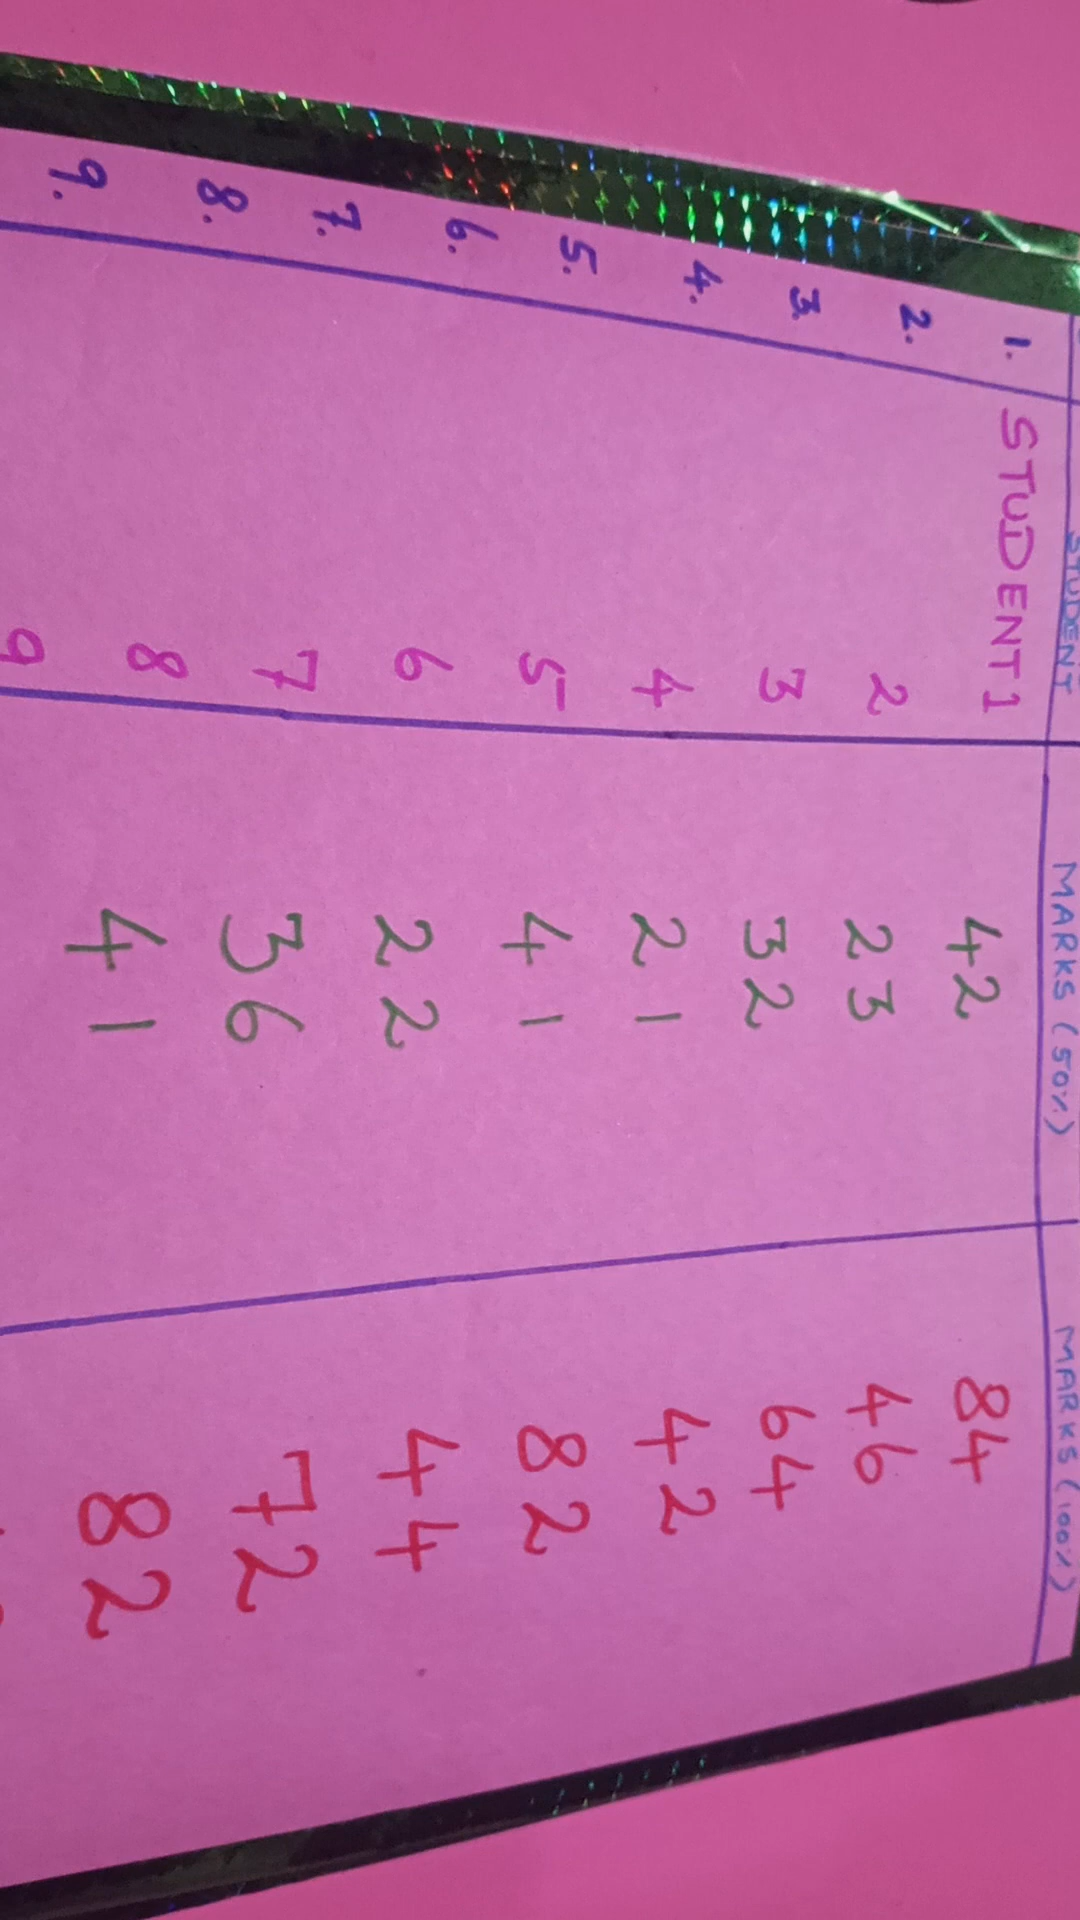 STUDENT MARKS (50%) MARKS (100%)
1. STUDENT 1 42 84
2. 2 23 46
3. 3 32 64
4. 4 21 42
5. 5 41 82
6. 6 22 44
7. 7 36 72
8. 8 41 82
9. 9